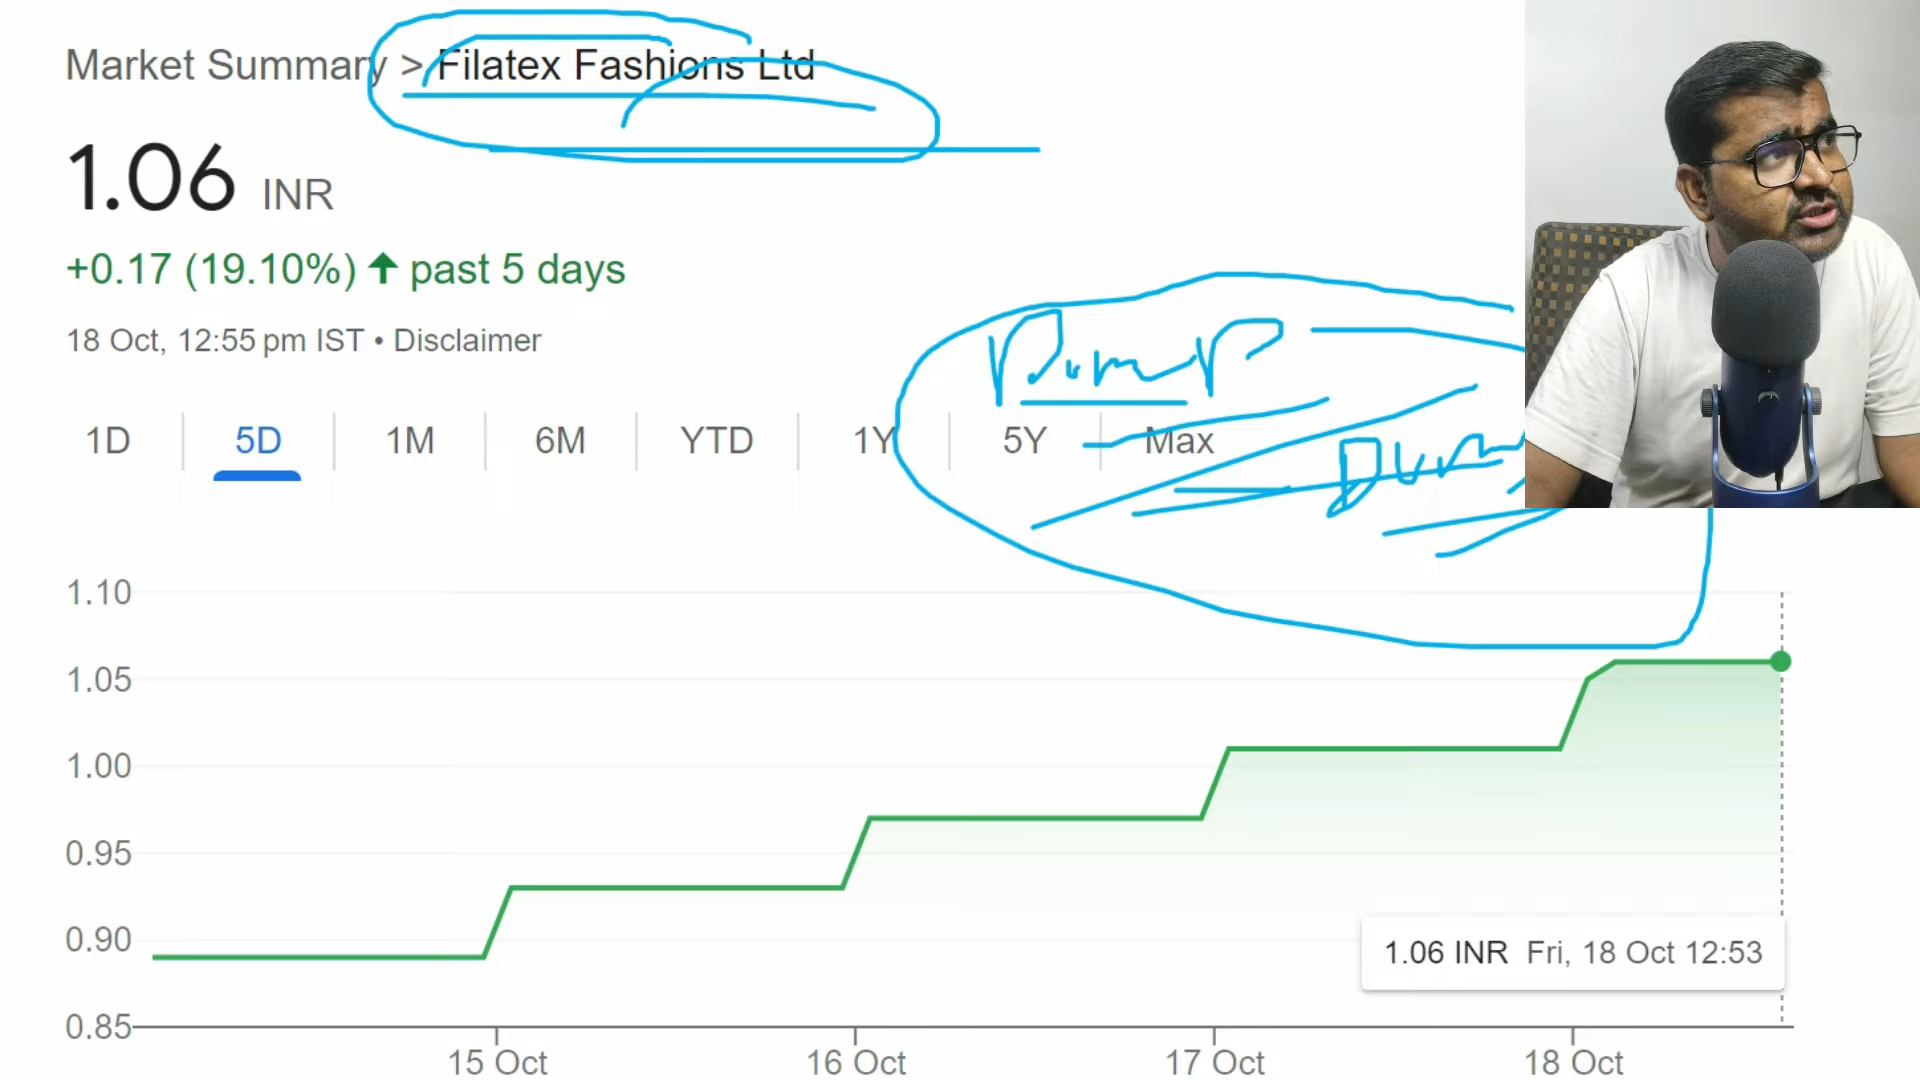 Market Summary > Filatex Fashions Ltd
1.06 INR
+0.17 (19.10%) ↑ past 5 days
18 Oct, 12:55 pm IST • Disclaimer
1D 5D 1M 6M YTD 1Y 5Y Max
PumP
Dum
1.10
1.05
1.00
0.95
0.90
0.85
1.06 INR Fri, 18 Oct 12:53
15 Oct 16 Oct 17 Oct 18 Oct